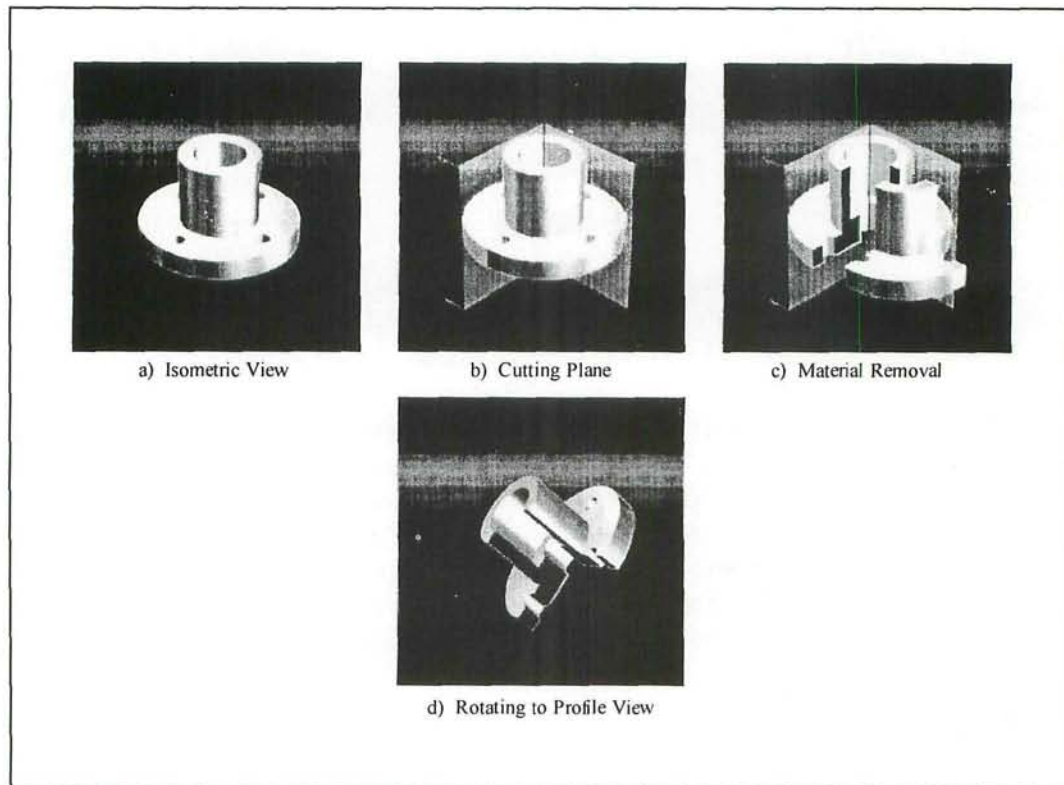 a) Isometric View
b) Cutting Plane
c) Material Removal
d) Rotating to Profile View